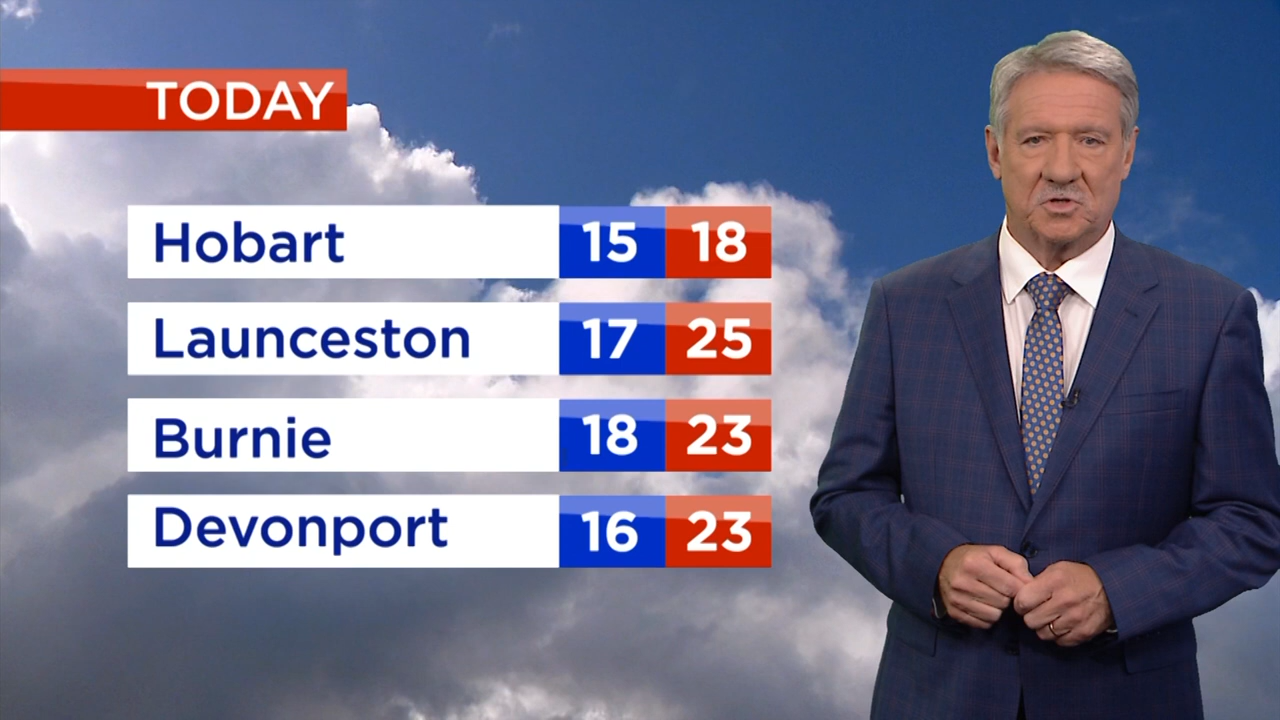 TODAY
Hobart 15 18
Launceston 17 25
Burnie 18 23
Devonport 16 23